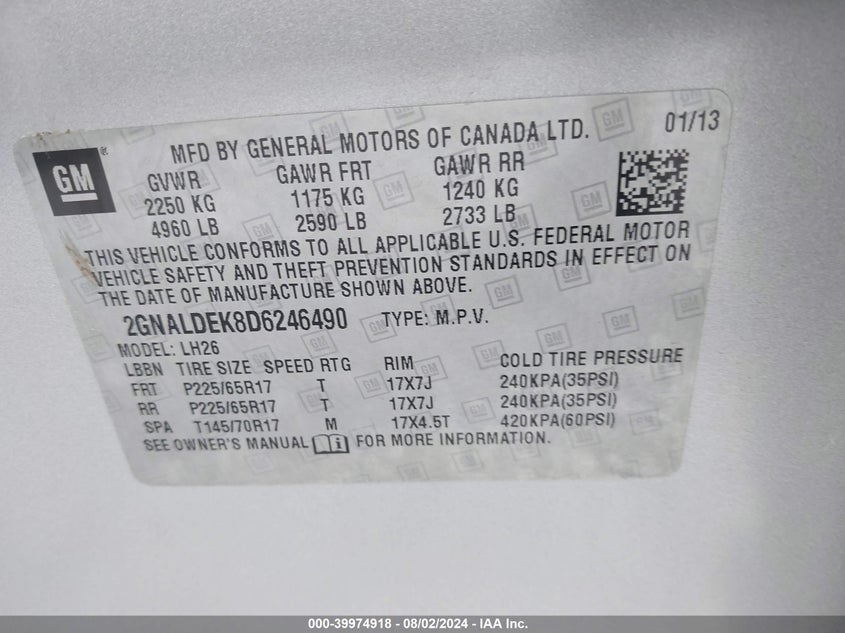 MFD BY GENERAL MOTORS OF CANADA LTD. 01/13
GM
GVWR GAWR FRT GAWR RR
2250 KG 1175 KG 1240 KG
4960 LB 2590 LB 2733 LB
THIS VEHICLE CONFORMS TO ALL APPLICABLE U.S. FEDERAL MOTOR
VEHICLE SAFETY AND THEFT PREVENTION STANDARDS IN EFFECT ON
THE DATE OF MANUFACTURE SHOWN ABOVE.
2GNALDEK8D6246490 TYPE: M.P.V.
MODEL: LH26
LBBN TIRE SIZE SPEED RTG RIM COLD TIRE PRESSURE
FRT P225/65R17 T 17X7J 240KPA(35PSI)
RR P225/65R17 T 17X7J 240KPA(35PSI)
SPA T145/70R17 M 17X4.5T 420KPA(60PSI)
SEE OWNER'S MANUAL FOR MORE INFORMATION.
000-39974918 - 08/02/2024 - IAA Inc.